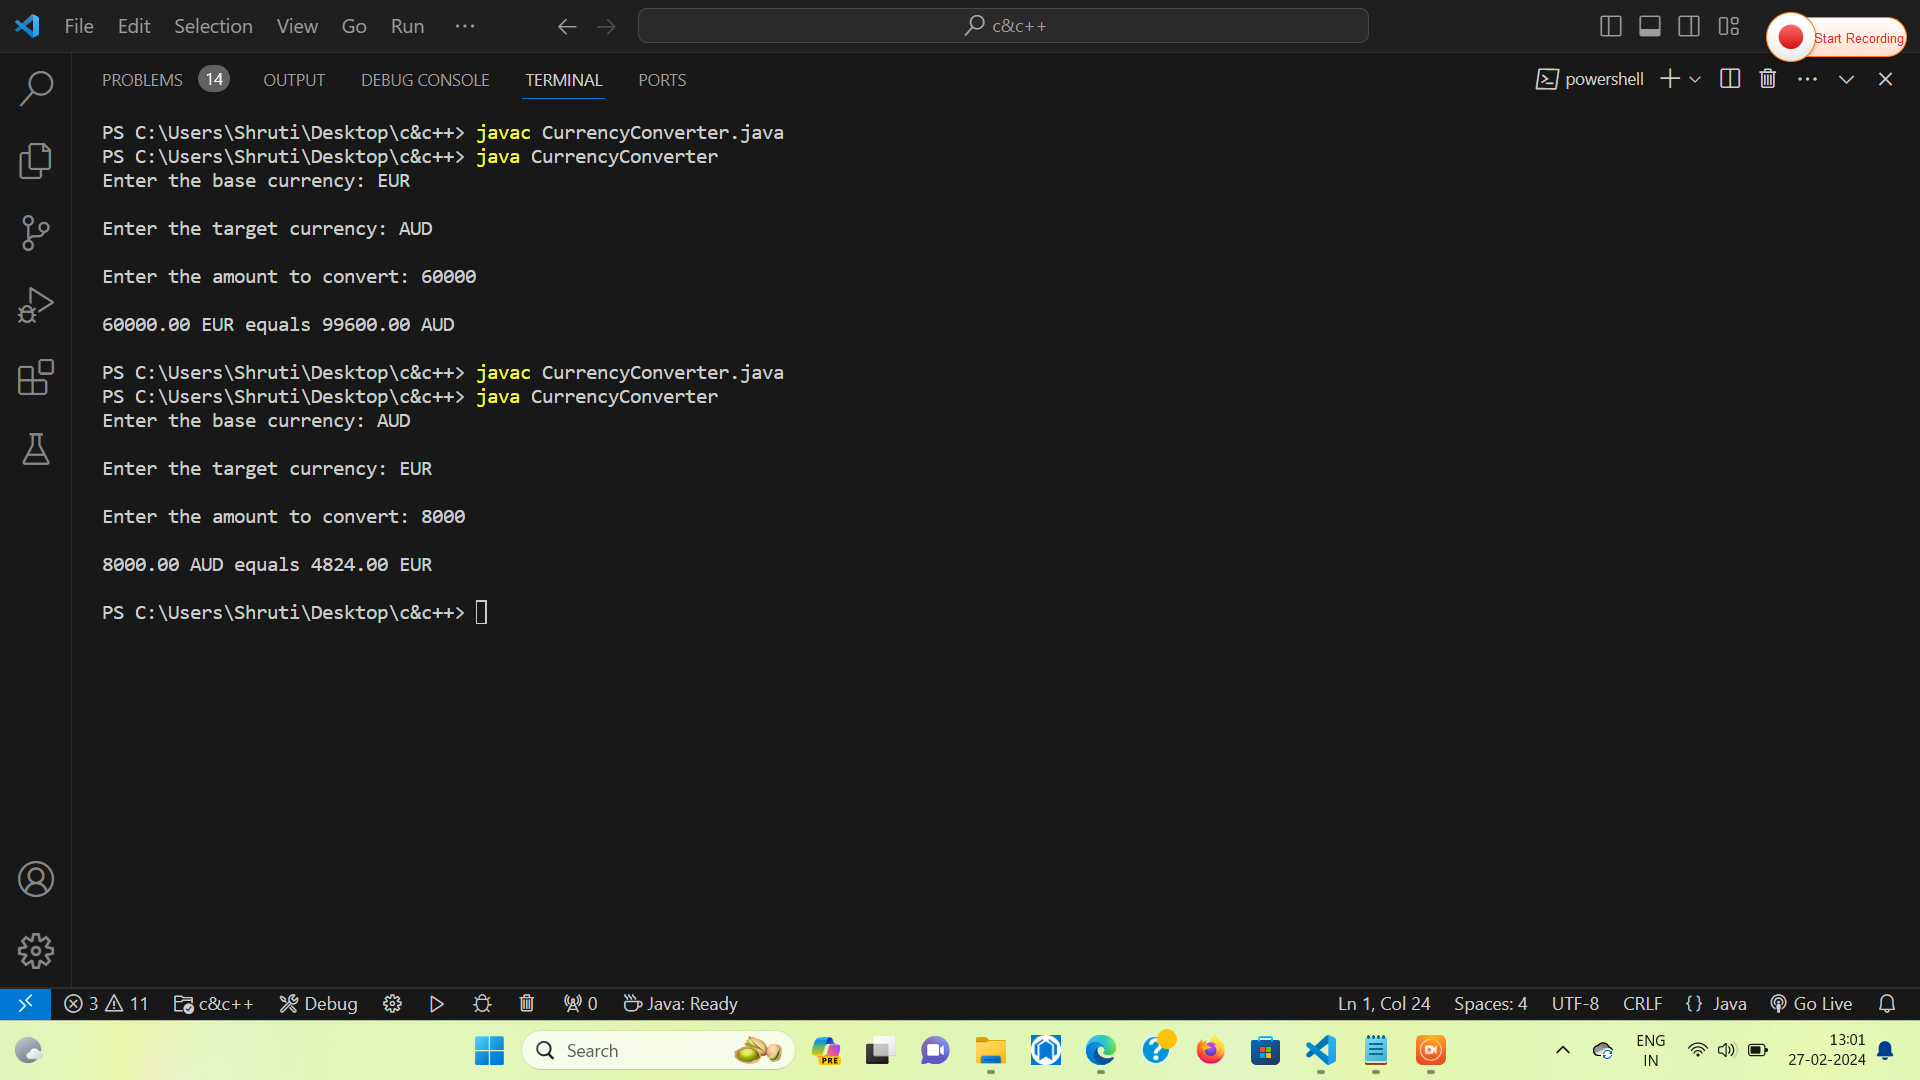 File Edit Selection View Go Run ··· c&c++ Start Recording
PROBLEMS 14 OUTPUT DEBUG CONSOLE TERMINAL PORTS powershell
PS C:\Users\Shruti\Desktop\c&c++> javac CurrencyConverter.java
PS C:\Users\Shruti\Desktop\c&c++> java CurrencyConverter
Enter the base currency: EUR
Enter the target currency: AUD
Enter the amount to convert: 60000
60000.00 EUR equals 99600.00 AUD
PS C:\Users\Shruti\Desktop\c&c++> javac CurrencyConverter.java
PS C:\Users\Shruti\Desktop\c&c++> java CurrencyConverter
Enter the base currency: AUD
Enter the target currency: EUR
Enter the amount to convert: 8000
8000.00 AUD equals 4824.00 EUR
PS C:\Users\Shruti\Desktop\c&c++>
3 11 c&c++ Debug 0 Java: Ready Ln 1, Col 24 Spaces: 4 UTF-8 CRLF {} Java Go Live
Search PRE ENG 13:01
IN 27-02-2024